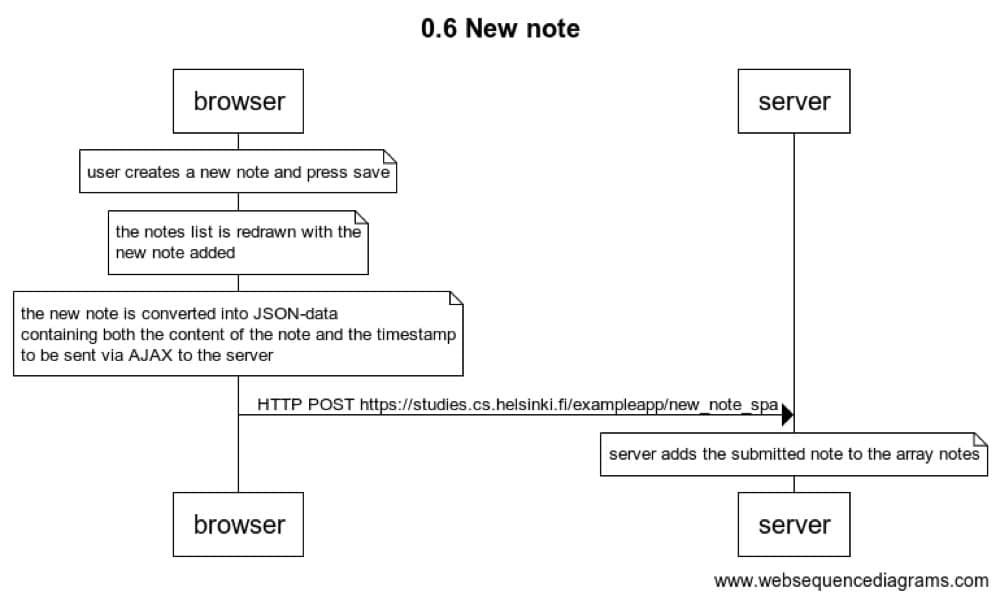 0.6 New note
browser
server
user creates a new note and press save
the notes list is redrawn with the
new note added
the new note is converted into JSON-data
containing both the content of the note and the timestamp
to be sent via AJAX to the server
HTTP POST https://studies.cs.helsinki.fi/exampleapp/new_note_spa
server adds the submitted note to the array notes
browser
server
www.websequencediagrams.com